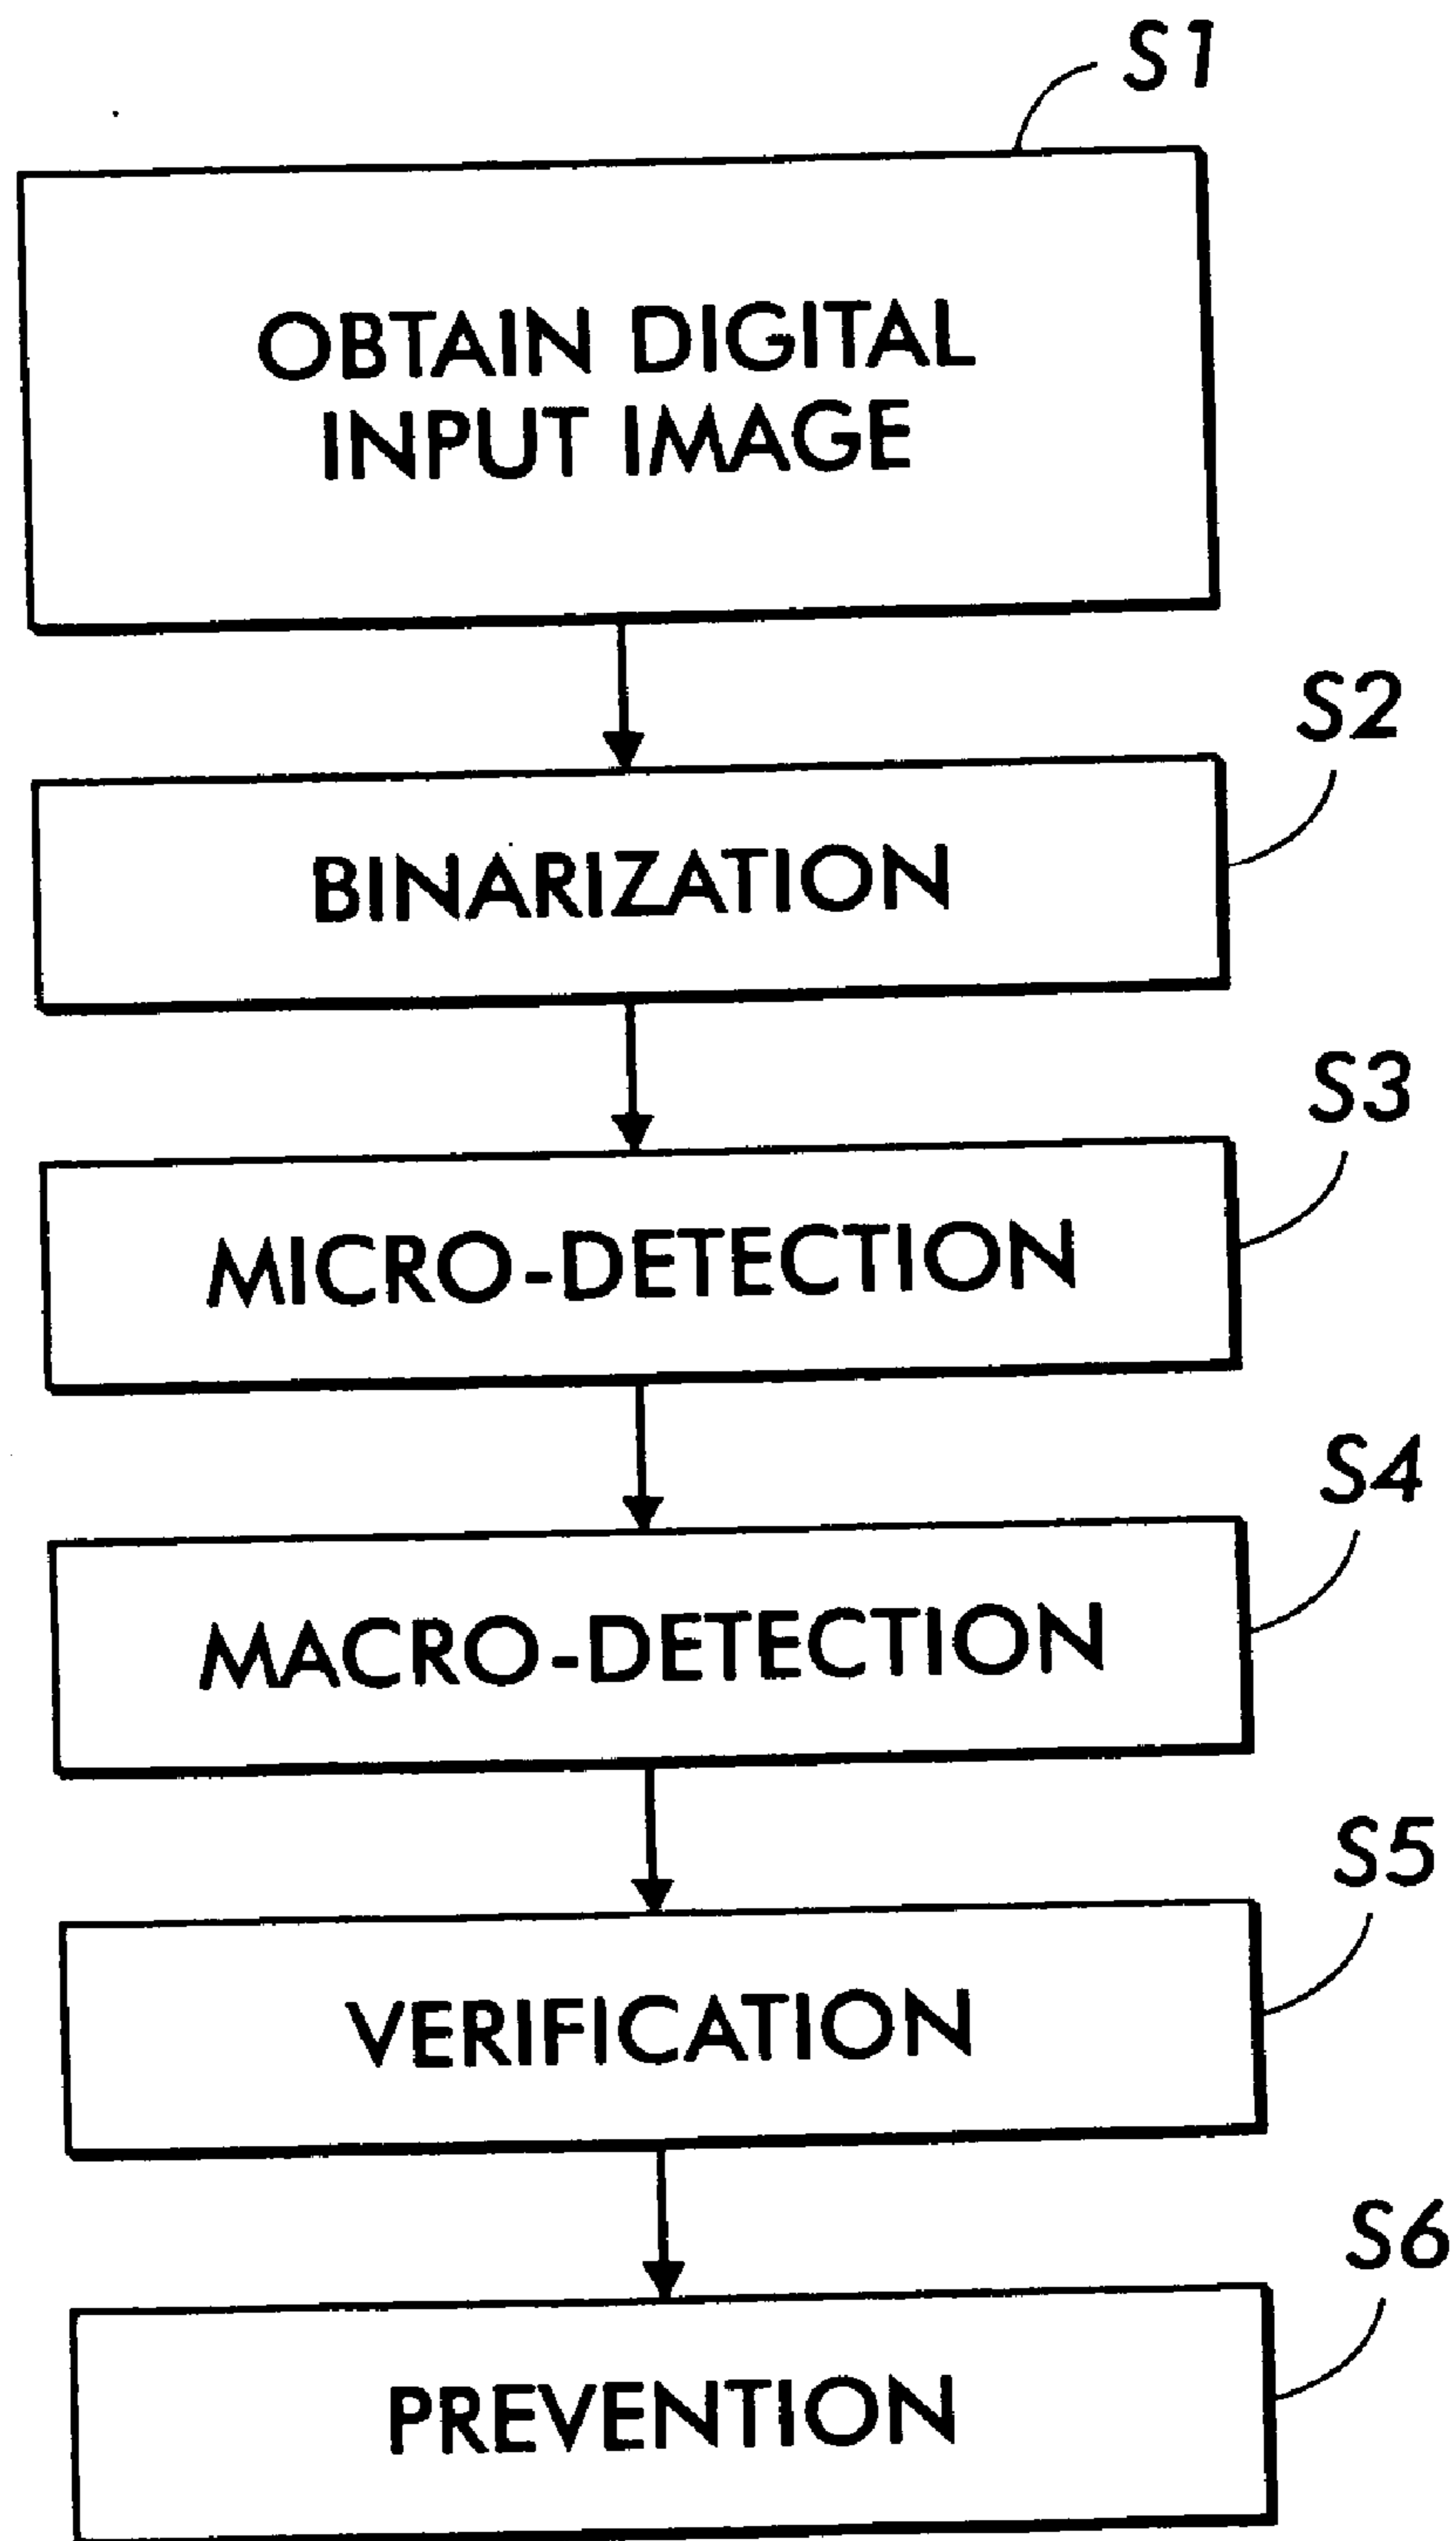 S1
OBTAIN DIGITAL
INPUT IMAGE
S2
BINARIZATION
S3
MICRO-DETECTION
S4
MACRO-DETECTION
S5
VERIFICATION
S6
PREVENTION